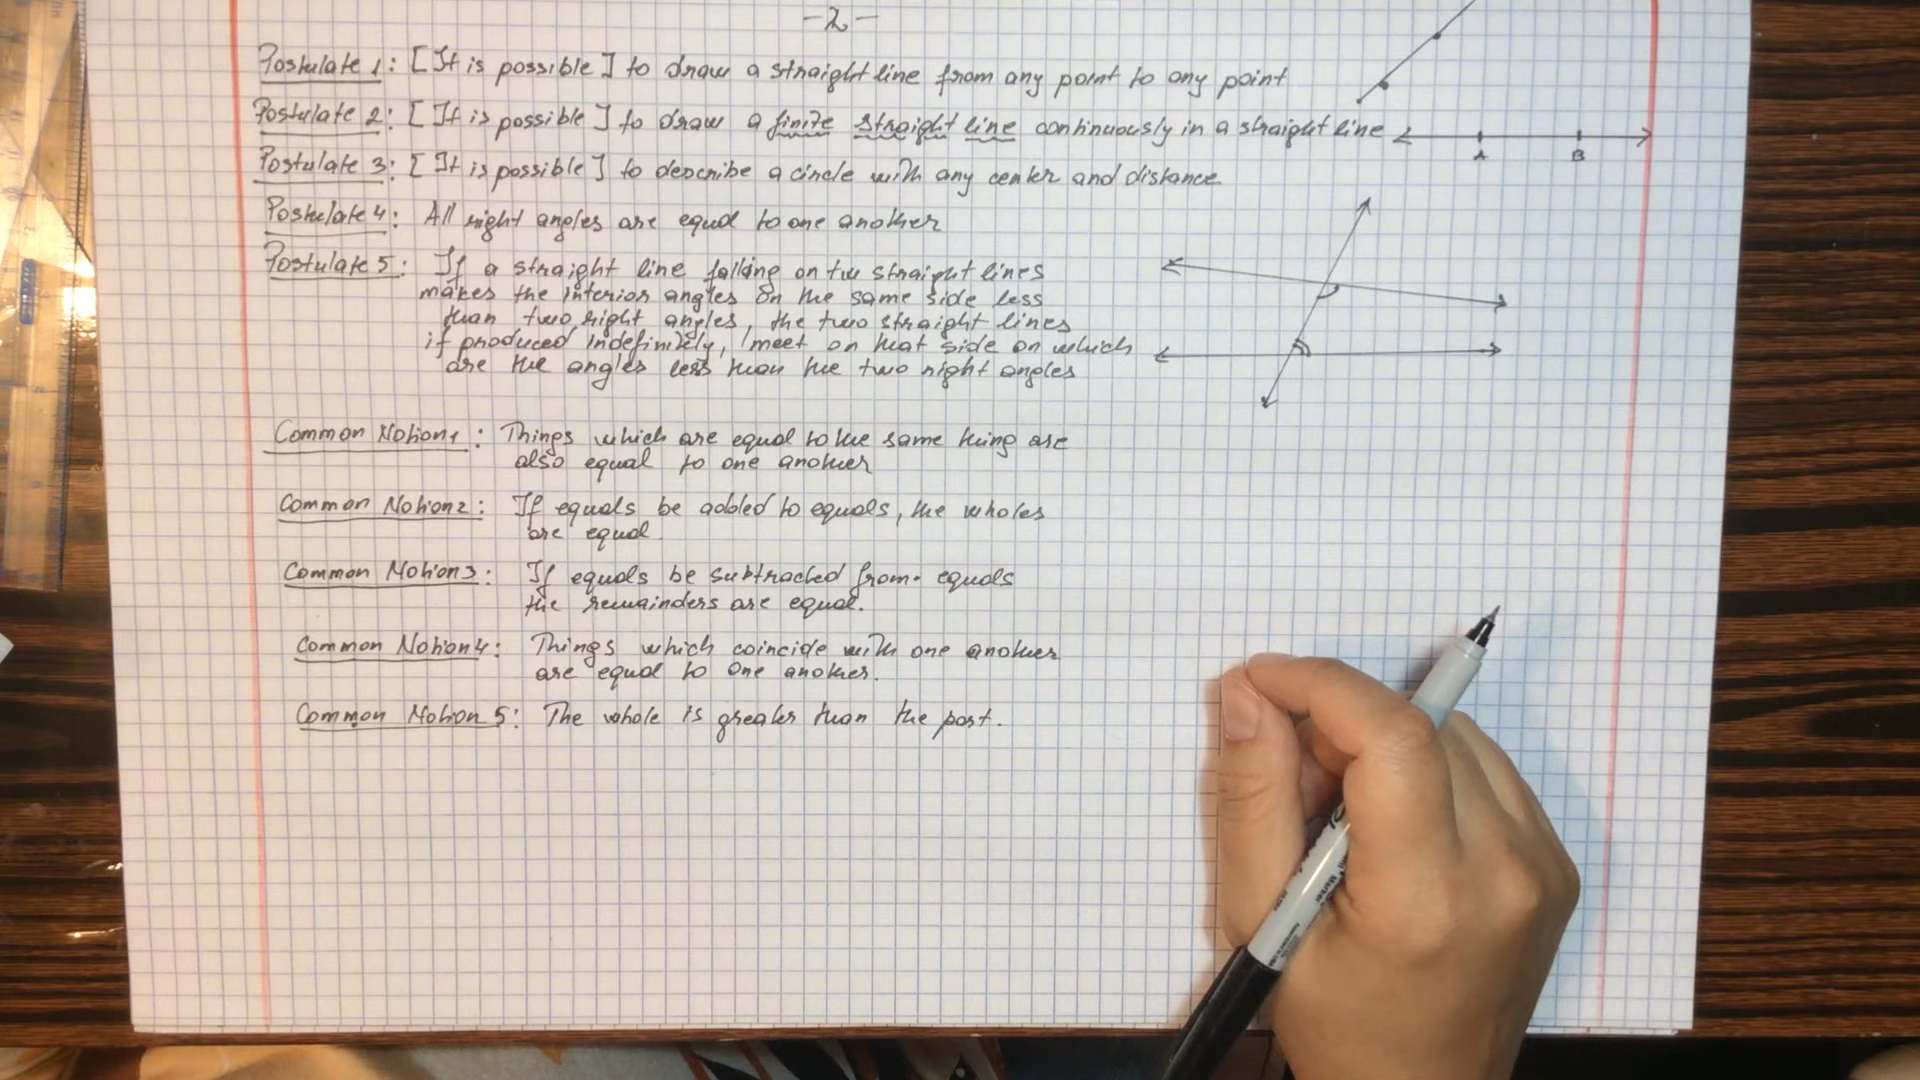 -2-
Postulate 1: [It is possible] to draw a straight line from any point to any point
Postulate 2: [It is possible] to draw a finite straight line continuously in a straight line
A B
Postulate 3: [It is possible] to describe a circle with any center and distance
Postulate 4: All right angles are equal to one another
Postulate 5: If a straight line falling on two straight lines
makes the interior angles on the same side less
than two right angles, the two straight lines
if produced indefinitely, meet on that side on which
are the angles less than the two right angles
Common Notion 1: Things which are equal to the same thing are
also equal to one another
Common Notion 2: If equals be added to equals, the wholes
are equal
Common Notion 3: If equals be subtracted from equals
the remainders are equal.
Common Notion 4: Things which coincide with one another
are equal to one another.
Common Notion 5: The whole is greater than the part.